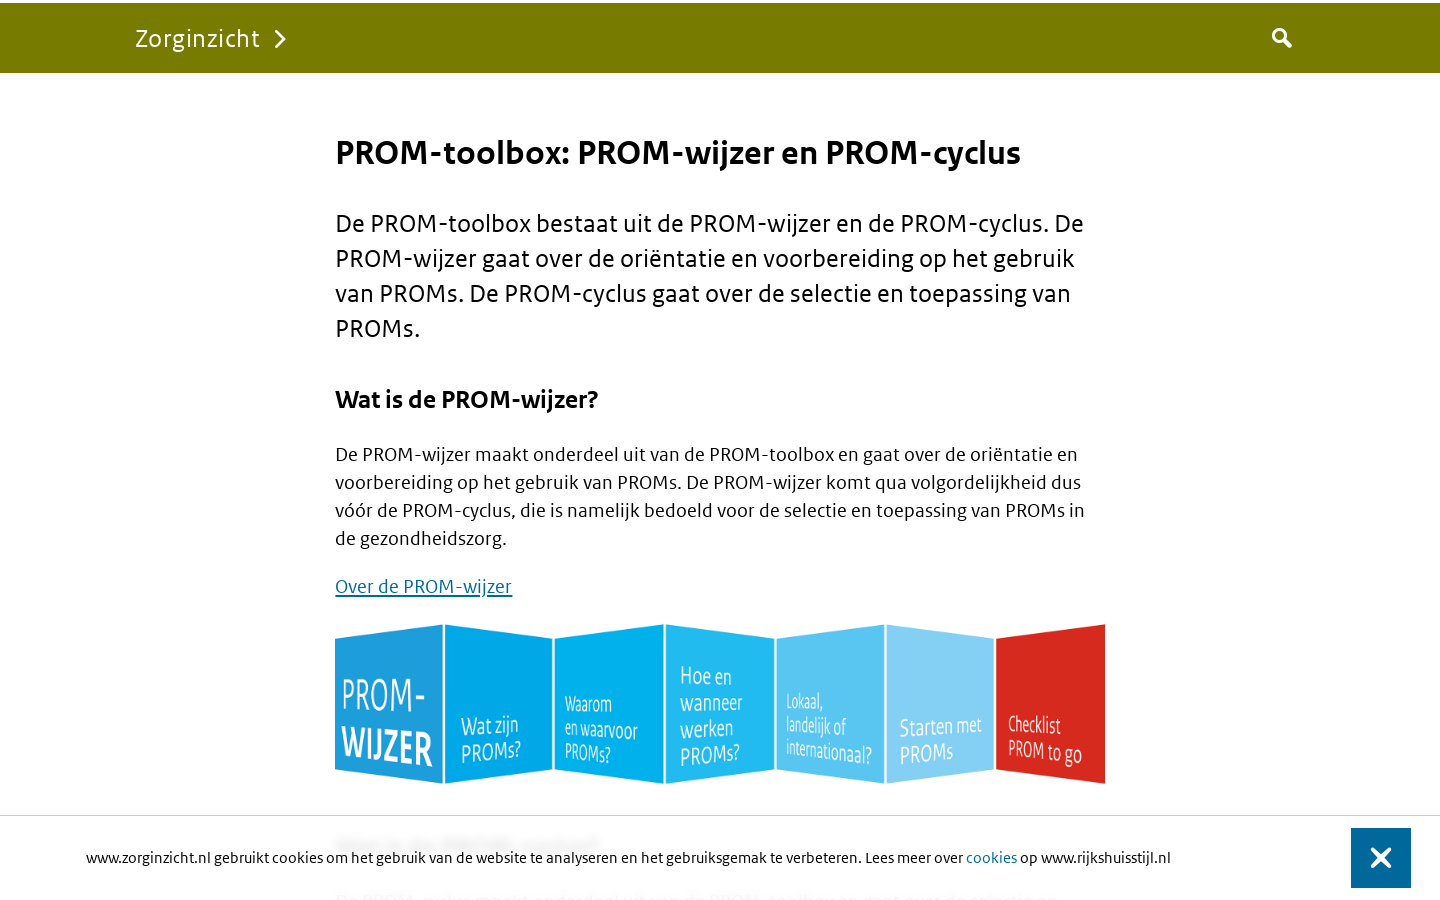 Zorginzicht
PROM-toolbox: PROM-wijzer en PROM-cyclus
De PROM-toolbox bestaat uit de PROM-wijzer en de PROM-cyclus. De
PROM-wijzer gaat over de oriëntatie en voorbereiding op het gebruik
van PROMs. De PROM-cyclus gaat over de selectie en toepassing van
PROMs.
Wat is de PROM-wijzer?
De PROM-wijzer maakt onderdeel uit van de PROM-toolbox en gaat over de oriëntatie en
voorbereiding op het gebruik van PROMs. De PROM-wijzer komt qua volgordelijkheid dus
vóór de PROM-cyclus, die is namelijk bedoeld voor de selectie en toepassing van PROMs in
de gezondheidszorg.
Over de PROM-wijzer
PROM-
WIJZER
Wat zijn
PROMs?
Waarom
en waarvoor
PROMs?
Hoe en
wanneer
werken
PROMs?
Lokaal,
landelijk of
internationaal?
Starten met
PROMs
Checklist
PROM to go
www.zorginzicht.nl gebruikt cookies om het gebruik van de website te analyseren en het gebruiksgemak te verbeteren. Lees meer over cookies op www.rijkshuisstijl.nl